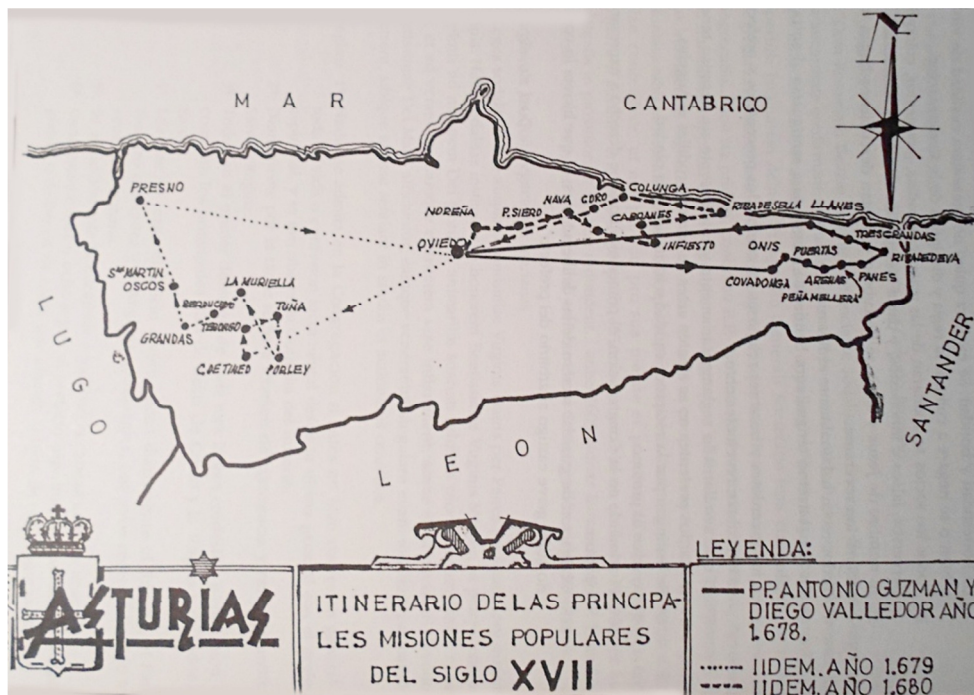 MAR
CANTABRICO
N
PRESNO
COLUNGA
NAVA
CORO
RIBADESELLA
LLANES
NOREÑA
P. SIERO
CABRANES
OVIEDO
INFIESTO
ONIS
PUERTAS
TRESGRANDAS
RIBADEDEVA
COVADONGA
ARENAS
PANES
PEÑAMELLERA
Sta MARTIN
OSCOS
LA MURIELLA
BERDUCEDO
TUÑA
GRANDAS
C. DE TINEO
PORLEY
LUGO
LEON
SANTANDER
ASTURIAS
ITINERARIO DE LAS PRINCIPA-
LES MISIONES POPULARES
DEL SIGLO XVII
LEYENDA:
PP. ANTONIO GUZMAN Y
DIEGO VALLEDOR AÑO
1.678.
IIDEM. AÑO 1.679
IIDEM. AÑO 1.680